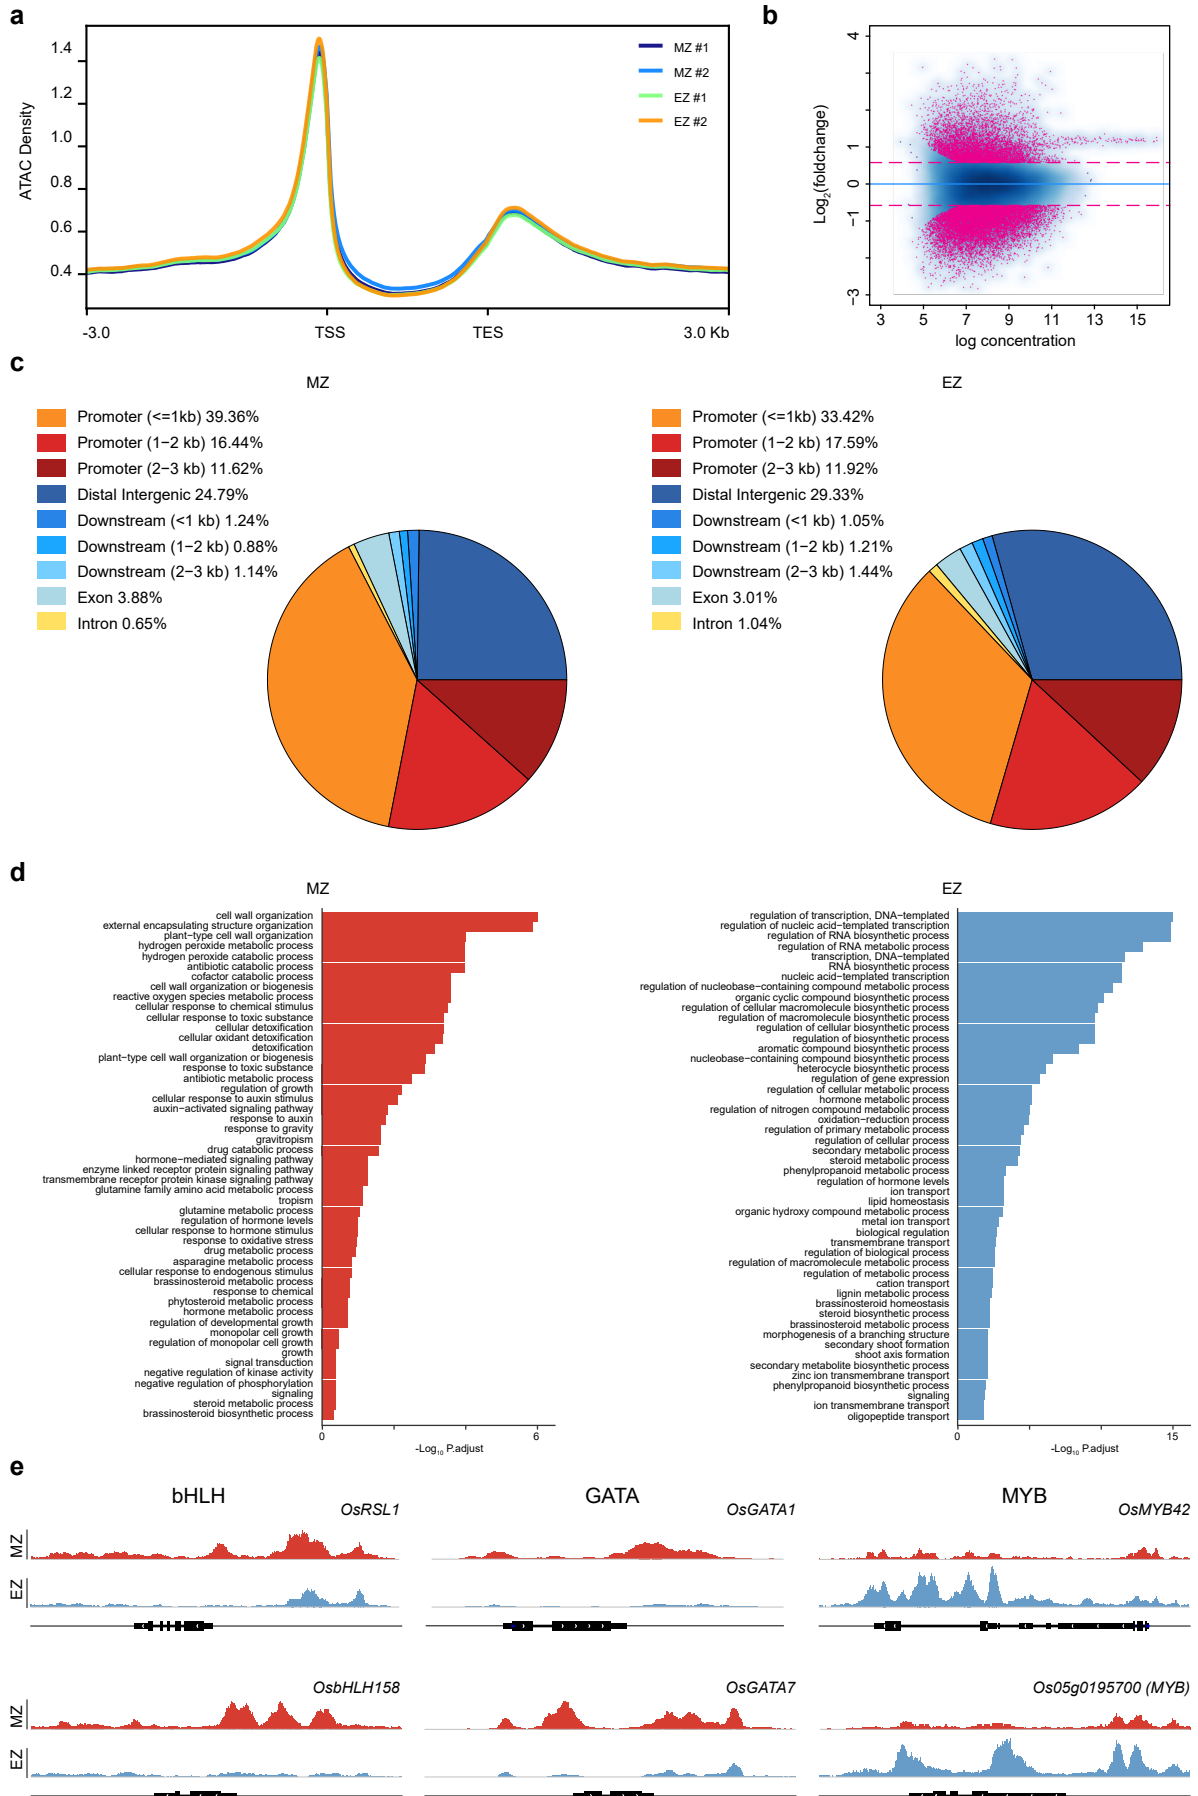 a
1.4
1.2
1.0
0.8
0.6
0.4
ATAC Density
-3.0
TSS
TES
3.0 Kb
MZ #1
MZ #2
EZ #1
EZ #2
b
4
1
0
−1
−3
Log2(foldchange)
3
5
7
9
11
13
15
log concentration
c
MZ
Promoter (<=1kb) 39.36%
Promoter (1−2 kb) 16.44%
Promoter (2−3 kb) 11.62%
Distal Intergenic 24.79%
Downstream (<1 kb) 1.24%
Downstream (1−2 kb) 0.88%
Downstream (2−3 kb) 1.14%
Exon 3.88%
Intron 0.65%
EZ
Promoter (<=1kb) 33.42%
Promoter (1−2 kb) 17.59%
Promoter (2−3 kb) 11.92%
Distal Intergenic 29.33%
Downstream (<1 kb) 1.05%
Downstream (1−2 kb) 1.21%
Downstream (2−3 kb) 1.44%
Exon 3.01%
Intron 1.04%
d
MZ
cell wall organization
external encapsulating structure organization
plant−type cell wall organization
hydrogen peroxide metabolic process
hydrogen peroxide catabolic process
antibiotic catabolic process
cofactor catabolic process
cell wall organization or biogenesis
reactive oxygen species metabolic process
cellular response to chemical stimulus
cellular response to toxic substance
cellular detoxification
cellular oxidant detoxification
detoxification
plant−type cell wall organization or biogenesis
response to toxic substance
antibiotic metabolic process
regulation of growth
cellular response to auxin stimulus
auxin−activated signaling pathway
response to auxin
response to gravity
gravitropism
drug catabolic process
hormone−mediated signaling pathway
enzyme linked receptor protein signaling pathway
transmembrane receptor protein kinase signaling pathway
glutamine family amino acid metabolic process
tropism
glutamine metabolic process
regulation of hormone levels
cellular response to hormone stimulus
response to oxidative stress
drug metabolic process
asparagine metabolic process
cellular response to endogenous stimulus
brassinosteroid metabolic process
response to chemical
phytosteroid metabolic process
hormone metabolic process
regulation of developmental growth
monopolar cell growth
regulation of monopolar cell growth
growth
signal transduction
negative regulation of kinase activity
negative regulation of phosphorylation
signaling
steroid metabolic process
brassinosteroid biosynthetic process
0
6
-Log10 P.adjust
EZ
regulation of transcription, DNA−templated
regulation of nucleic acid−templated transcription
regulation of RNA biosynthetic process
regulation of RNA metabolic process
transcription, DNA−templated
RNA biosynthetic process
nucleic acid−templated transcription
regulation of nucleobase−containing compound metabolic process
organic cyclic compound biosynthetic process
regulation of cellular macromolecule biosynthetic process
regulation of macromolecule biosynthetic process
regulation of cellular biosynthetic process
regulation of biosynthetic process
aromatic compound biosynthetic process
nucleobase−containing compound biosynthetic process
heterocycle biosynthetic process
regulation of gene expression
regulation of cellular metabolic process
hormone metabolic process
regulation of nitrogen compound metabolic process
oxidation−reduction process
regulation of primary metabolic process
regulation of cellular process
secondary metabolic process
steroid metabolic process
phenylpropanoid metabolic process
regulation of hormone levels
ion transport
lipid homeostasis
organic hydroxy compound metabolic process
metal ion transport
biological regulation
transmembrane transport
regulation of biological process
regulation of macromolecule metabolic process
regulation of metabolic process
cation transport
lignin metabolic process
brassinosteroid homeostasis
steroid biosynthetic process
brassinosteroid metabolic process
morphogenesis of a branching structure
secondary shoot formation
shoot axis formation
secondary metabolite biosynthetic process
zinc ion transmembrane transport
phenylpropanoid biosynthetic process
signaling
ion transmembrane transport
oligopeptide transport
0
15
-Log10 P.adjust
e
bHLH
GATA
MYB
OsRSL1
OsGATA1
OsMYB42
MZ
EZ
OsbHLH158
OsGATA7
Os05g0195700 (MYB)
MZ
EZ